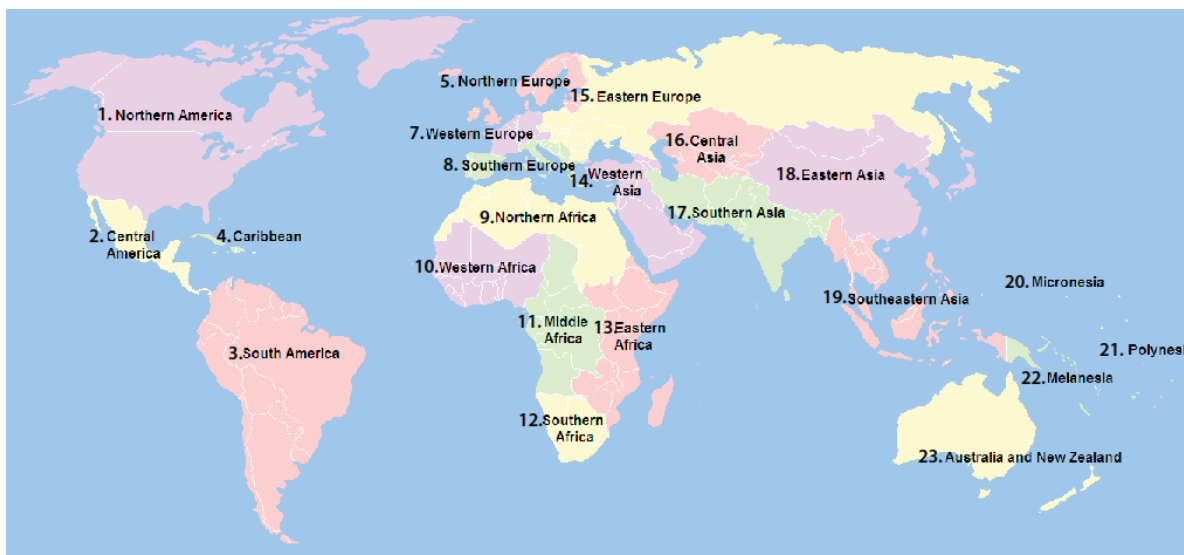 1. Northern America
2. Central
America
3. South America
4. Caribbean
5. Northern Europe
7. Western Europe
8. Southern Europe
9. Northern Africa
10. Western Africa
11. Middle
Africa
12. Southern
Africa
13. Eastern
Africa
14. Western
Asia
15. Eastern Europe
16. Central
Asia
17. Southern Asia
18. Eastern Asia
19. Southeastern Asia
20. Micronesia
21. Polynesi
22. Melanesia
23. Australia and New Zealand